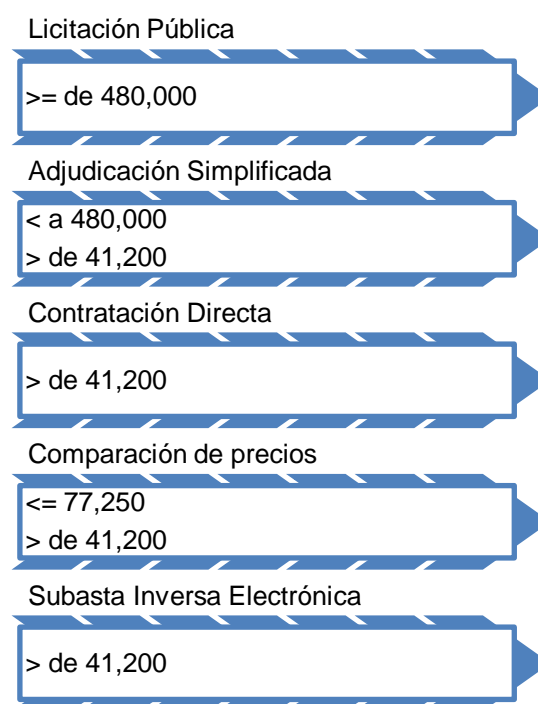 Licitación Pública
>= de 480,000
Adjudicación Simplificada
< a 480,000
> de 41,200
Contratación Directa
> de 41,200
Comparación de precios
<= 77,250
> de 41,200
Subasta Inversa Electrónica
> de 41,200